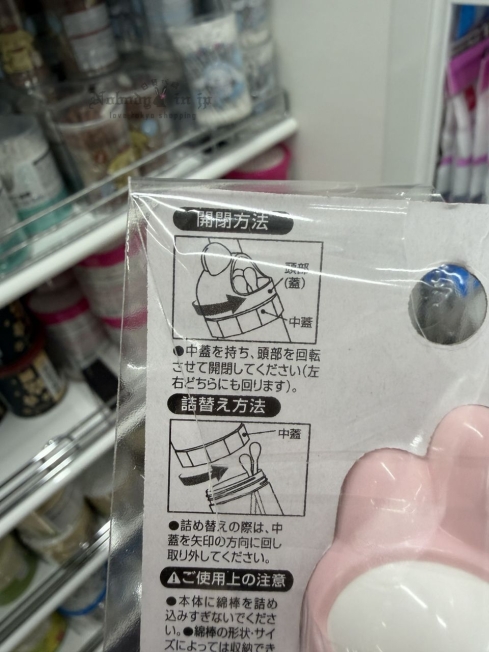 開閉方法
頭部
(蓋)
中蓋
●中蓋を持ち、頭部を回転
させて開閉してください(左
右どちらにも回ります)。
詰替え方法
中蓋
●詰め替えの際は、中
蓋を矢印の方向に回し
取り外してください。
ご使用上の注意
●本体に綿棒を詰め
込みすぎないでくださ
い。●綿棒の形状・サイ
ズによっては収納でき